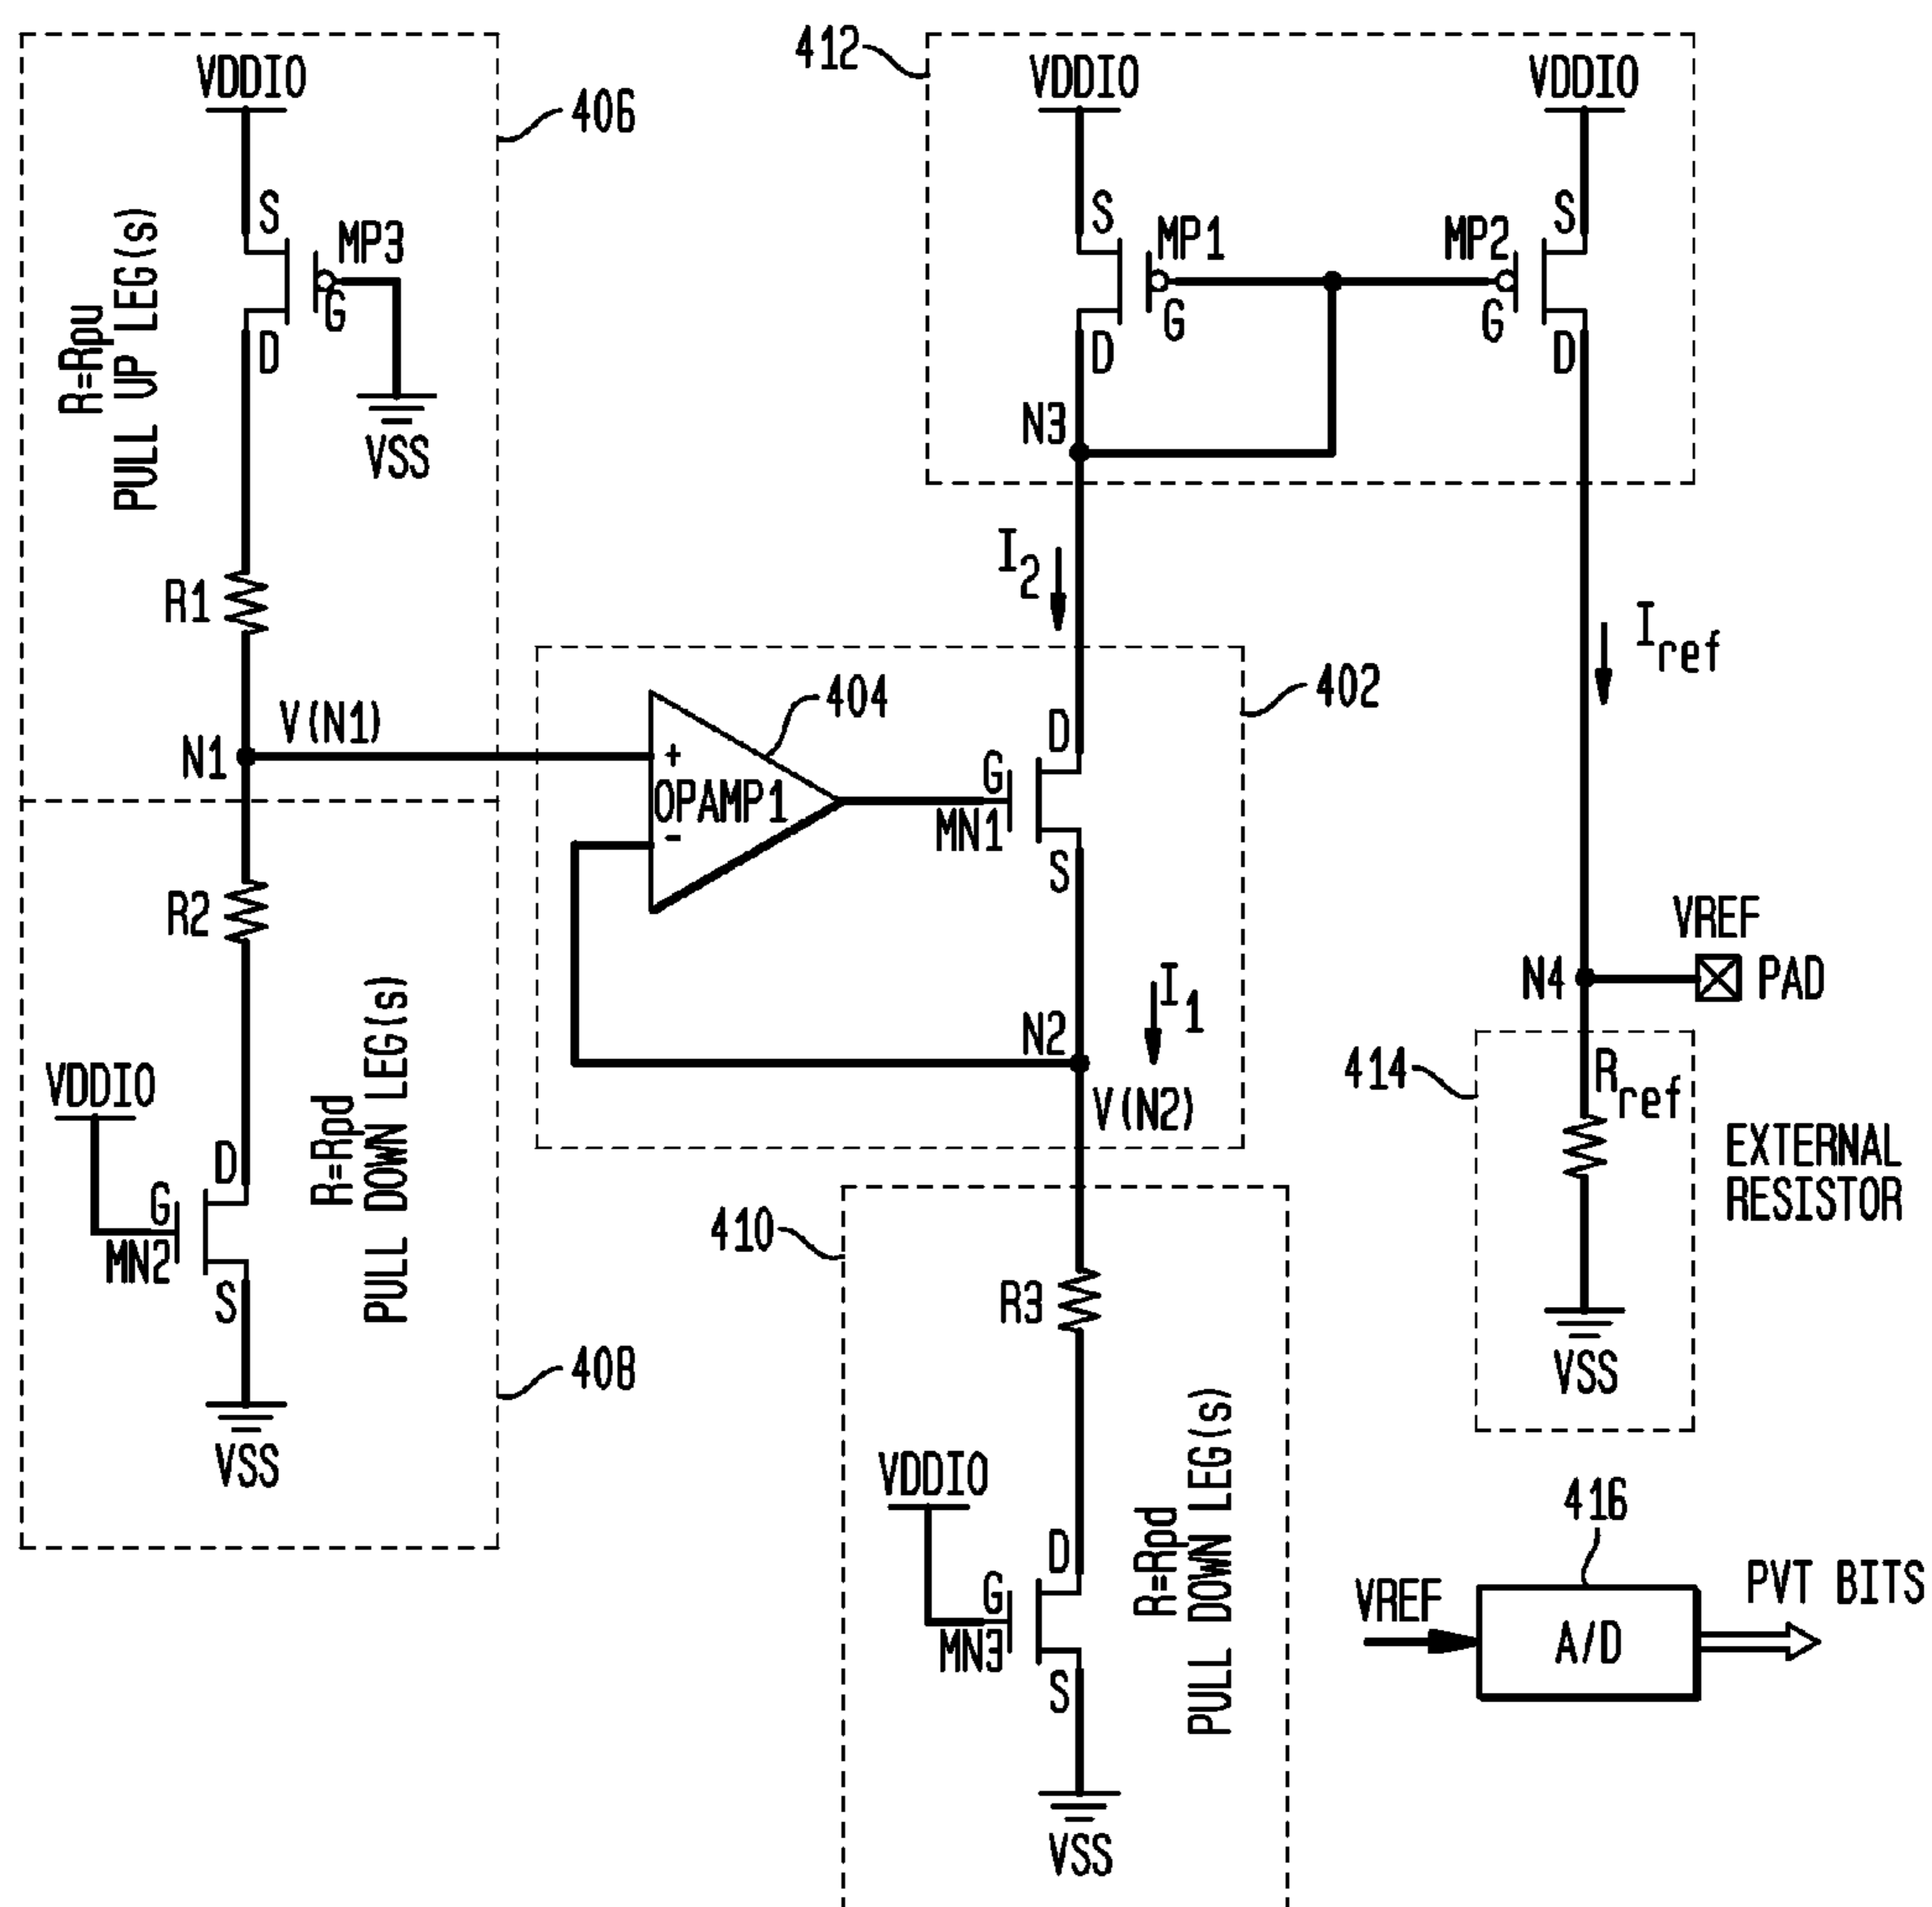 VDDIO
406
S
MP3
G
D
VSS
R=Rpu
PULL UP LEG(s)
R1
V(N1)
N1
R2
R=Rpd
PULL DOWN LEG(s)
VDDIO
D
G
MN2
S
VSS
408
412
VDDIO
VDDIO
S
MP1
G
D
MP2
S
G
D
N3
I2
Iref
402
404
+
OPAMP1
-
D
G
MN1
S
N2
I1
V(N2)
VREF
N4
PAD
414
Rref
EXTERNAL
RESISTOR
VSS
410
R3
VDDIO
D
G
MN3
S
VSS
R=Rpd
PULL DOWN LEG(s)
416
VREF
A/D
PVT BITS